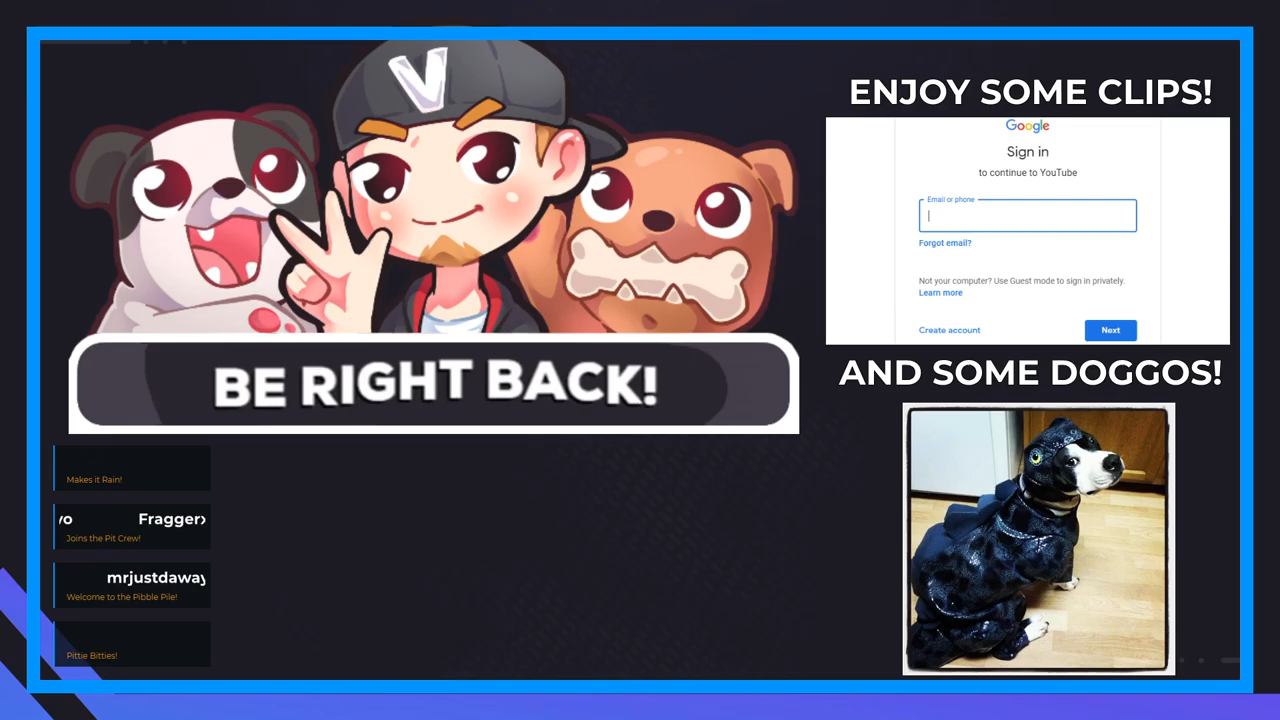 V
BE RIGHT BACK!
Makes it Rain!
Fragger
Joins the Pit Crew!
mrjustdaway
Welcome to the Pibble Pile!
Pittie Bitties!
ENJOY SOME CLIPS!
Google
Sign in
to continue to YouTube
Email or phone
Forgot email?
Not your computer? Use Guest mode to sign in privately.
Learn more
Create account
Next
AND SOME DOGGOS!